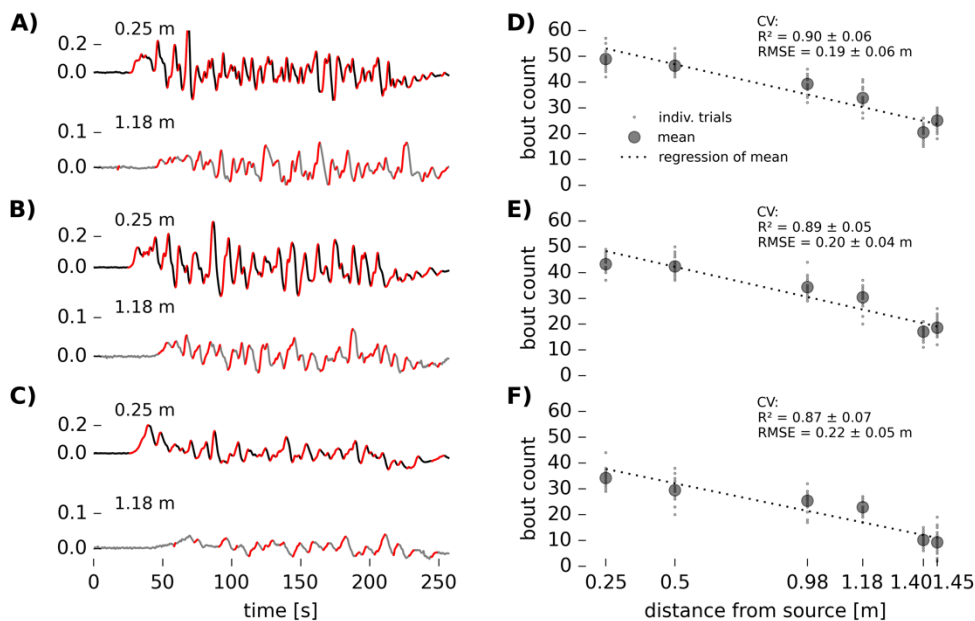 A)
0.25 m
0.2
0.0
1.18 m
0.1
0.0
B)
0.25 m
0.2
0.0
1.18 m
0.1
0.0
C)
0.25 m
0.2
0.0
1.18 m
0.1
0.0
0 50 100 150 200 250
time [s]
D)
60
50
40
30
20
10
0
bout count
CV:
R² = 0.90 ± 0.06
RMSE = 0.19 ± 0.06 m
indiv. trials
mean
regression of mean
E)
60
50
40
30
20
10
0
bout count
CV:
R² = 0.89 ± 0.05
RMSE = 0.20 ± 0.04 m
F)
60
50
40
30
20
10
0
bout count
CV:
R² = 0.87 ± 0.07
RMSE = 0.22 ± 0.05 m
0.25 0.5 0.98 1.18 1.40 1.45
distance from source [m]